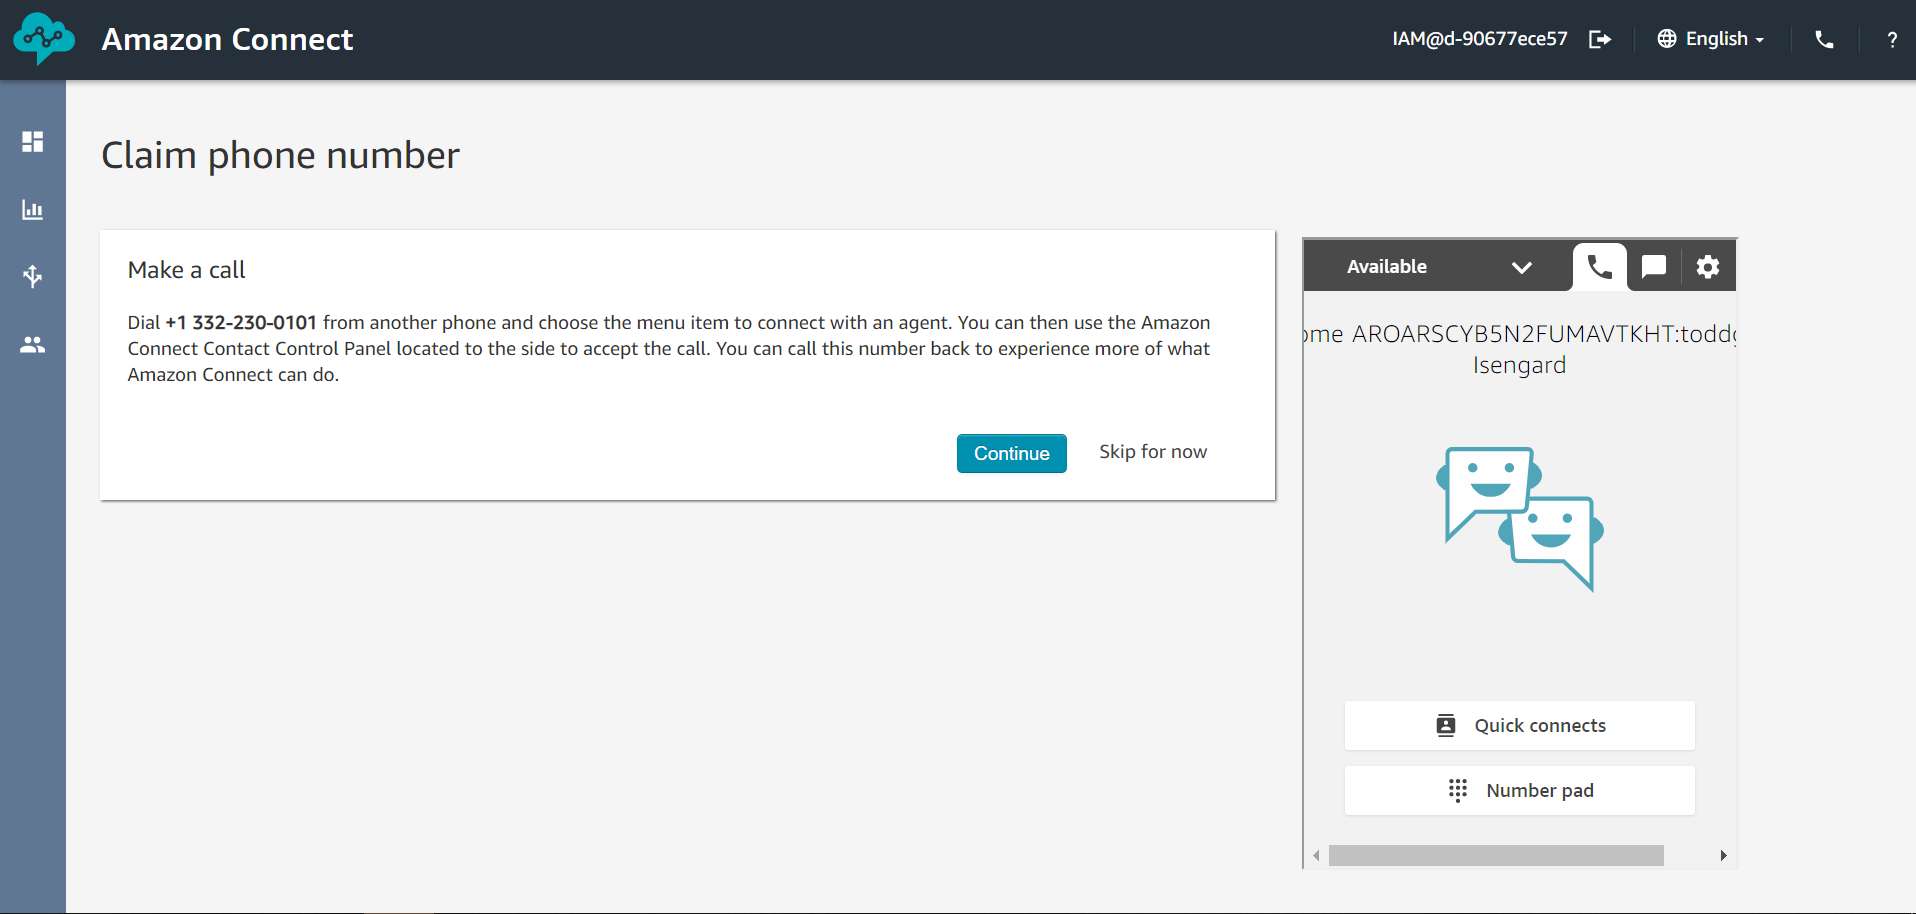 Amazon Connect
IAM@d-90677ece57
English
?
Claim phone number
Make a call
Dial +1 332-230-0101 from another phone and choose the menu item to connect with an agent. You can then use the Amazon
Connect Contact Control Panel located to the side to accept the call. You can call this number back to experience more of what
Amazon Connect can do.
Continue
Skip for now
Available
ome AROARSCYB5N2FUMAVTKHT:todd
Isengard
Quick connects
Number pad